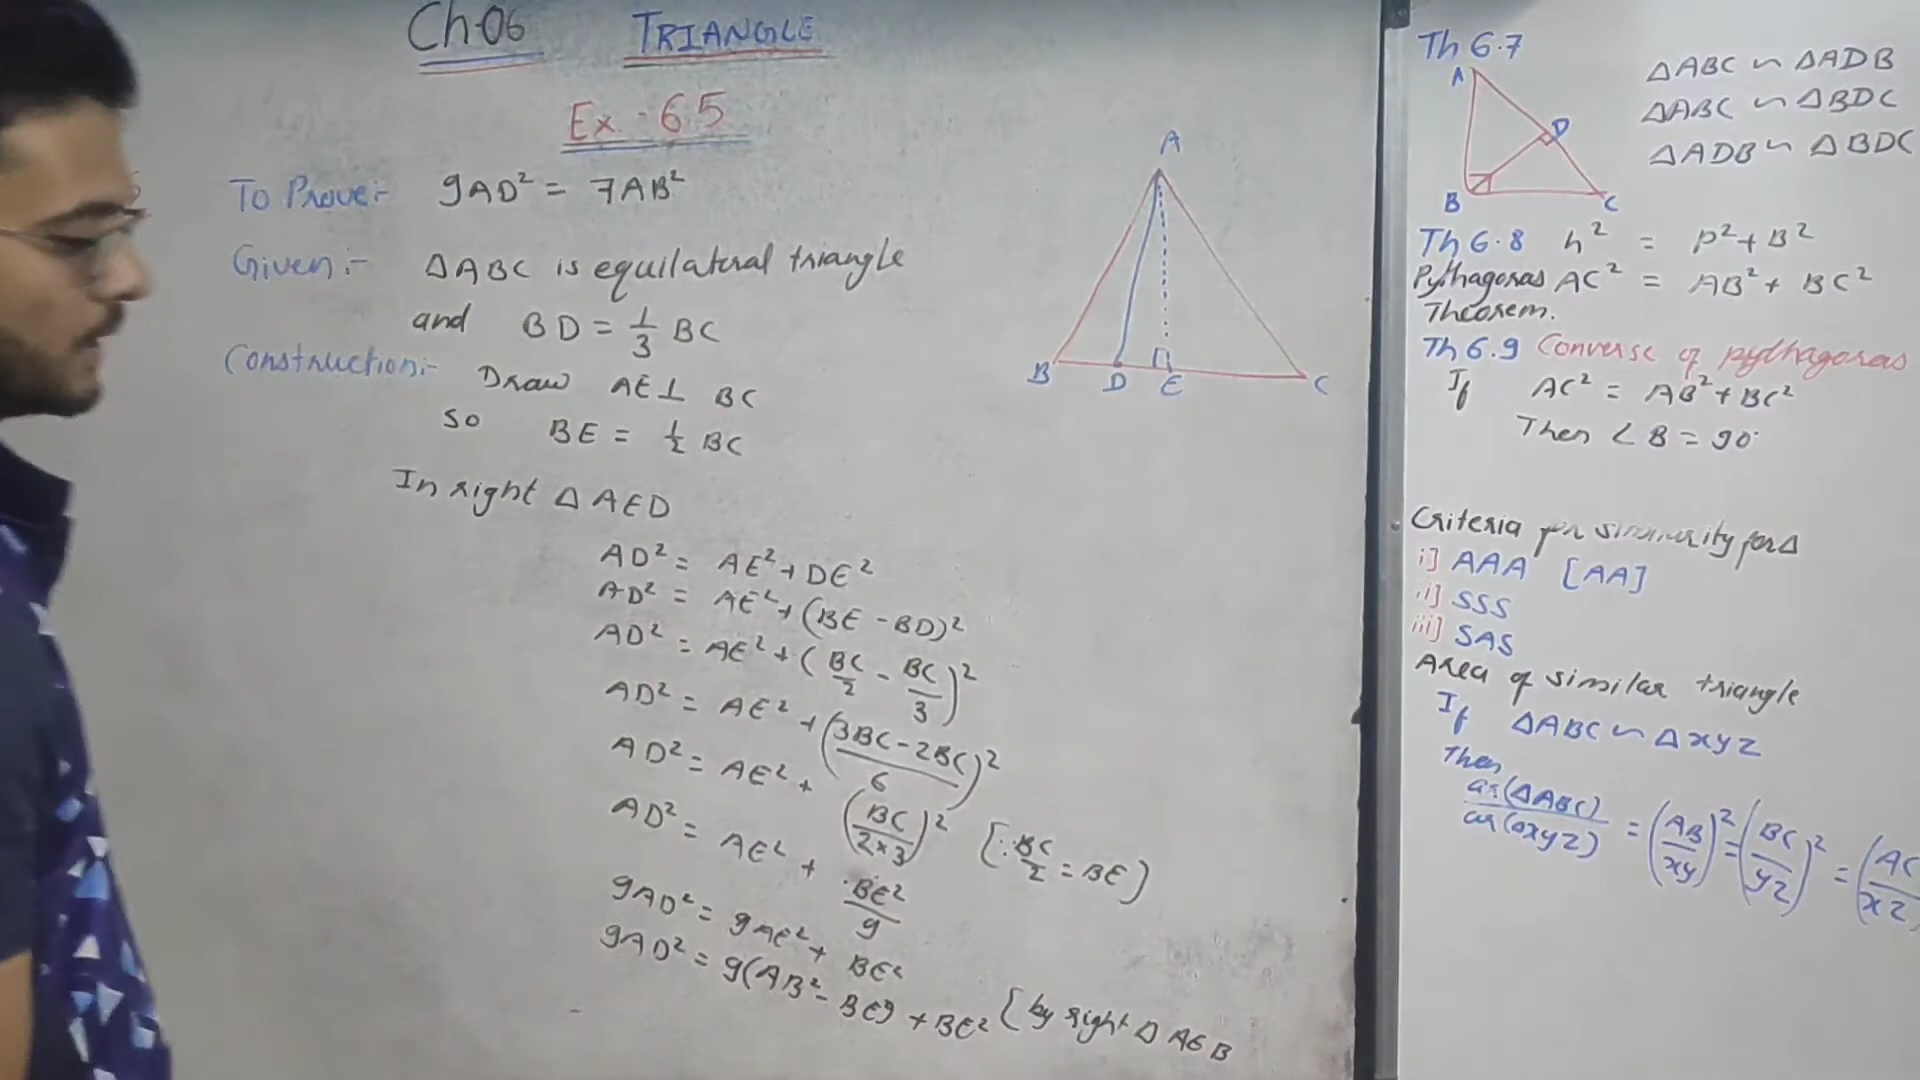 Ch-06 TRIANGLE
Ex - 6.5
To Prove:- 9AD² = 7AB²
Given:- ΔABC is equilateral triangle
and BD = 1/3 BC
Construction:- Draw AE⊥ BC
So BE = 1/2 BC
In right Δ AED
AD² = AE² + DE²
AD² = AE² + (BE - BD)²
AD² = AE² + (BC/2 - BC/3)²
AD² = AE² + (3BC - 2BC/6)²
AD² = AE² + (BC/2×3)² [∵ BC/2 = BE)
AD² = AE² + BE²/9
9AD² = 9AE² + BE²
9AD² = 9(AB² - BE²) + BE² [by right Δ AEB
A
B D E C
Th 6.7
A
D
B C
ΔABC ∽ ΔADB
ΔABC ∽ ΔBDC
ΔADB ∽ ΔBDC
Th 6.8 h² = P² + B²
Pythagoras AC² = AB² + BC²
Theorem.
Th 6.9 Converse of pythagoras
If AC² = AB² + BC²
Then ∠B = 90°
Criteria for similarity for Δ
i] AAA [AA]
ii] SSS
iii] SAS
Area of similar triangle
If ΔABC ∽ Δxyz
Then
ar(ΔABC)/ar(Δxyz) = (AB/xy)² = (BC/yz)² = (AC/xz)